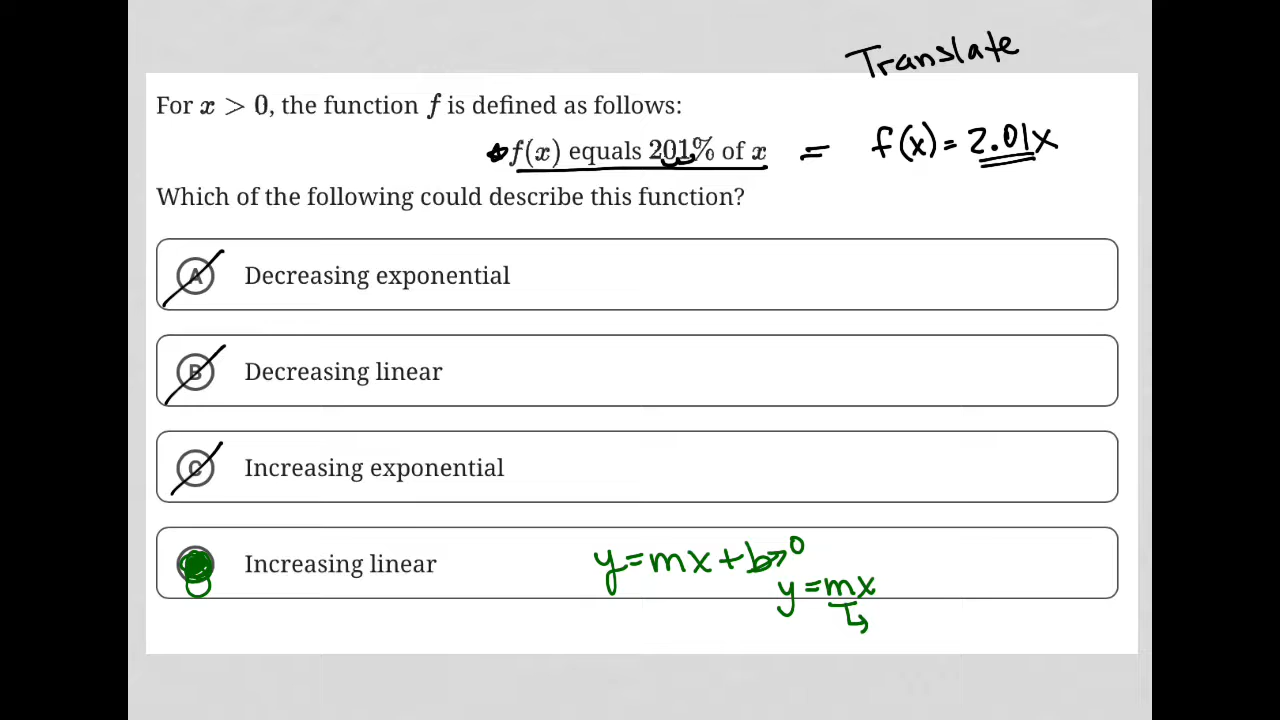 Translate
For x > 0, the function f is defined as follows:
f(x) equals 201% of x = f(x) = 2.01x
Which of the following could describe this function?
A Decreasing exponential
B Decreasing linear
C Increasing exponential
Increasing linear y = mx + b → 0
y = mx